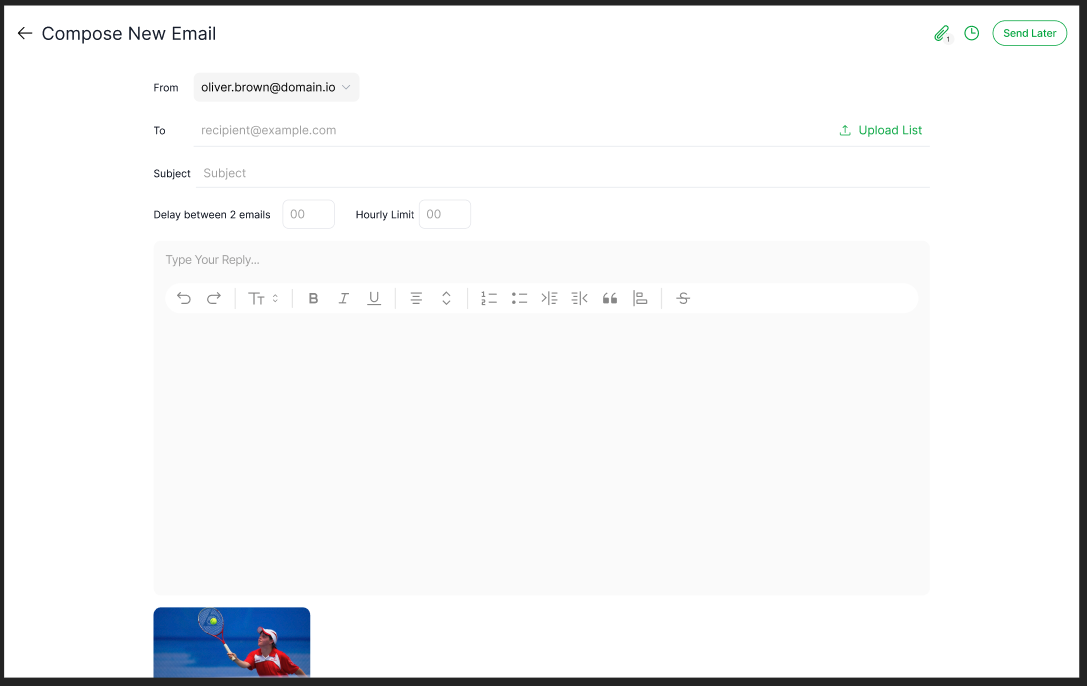 Compose New Email
1
Send Later
From
oliver.brown@domain.io
To
recipient@example.com
Upload List
Subject
Subject
Delay between 2 emails
00
Hourly Limit
00
Type Your Reply...